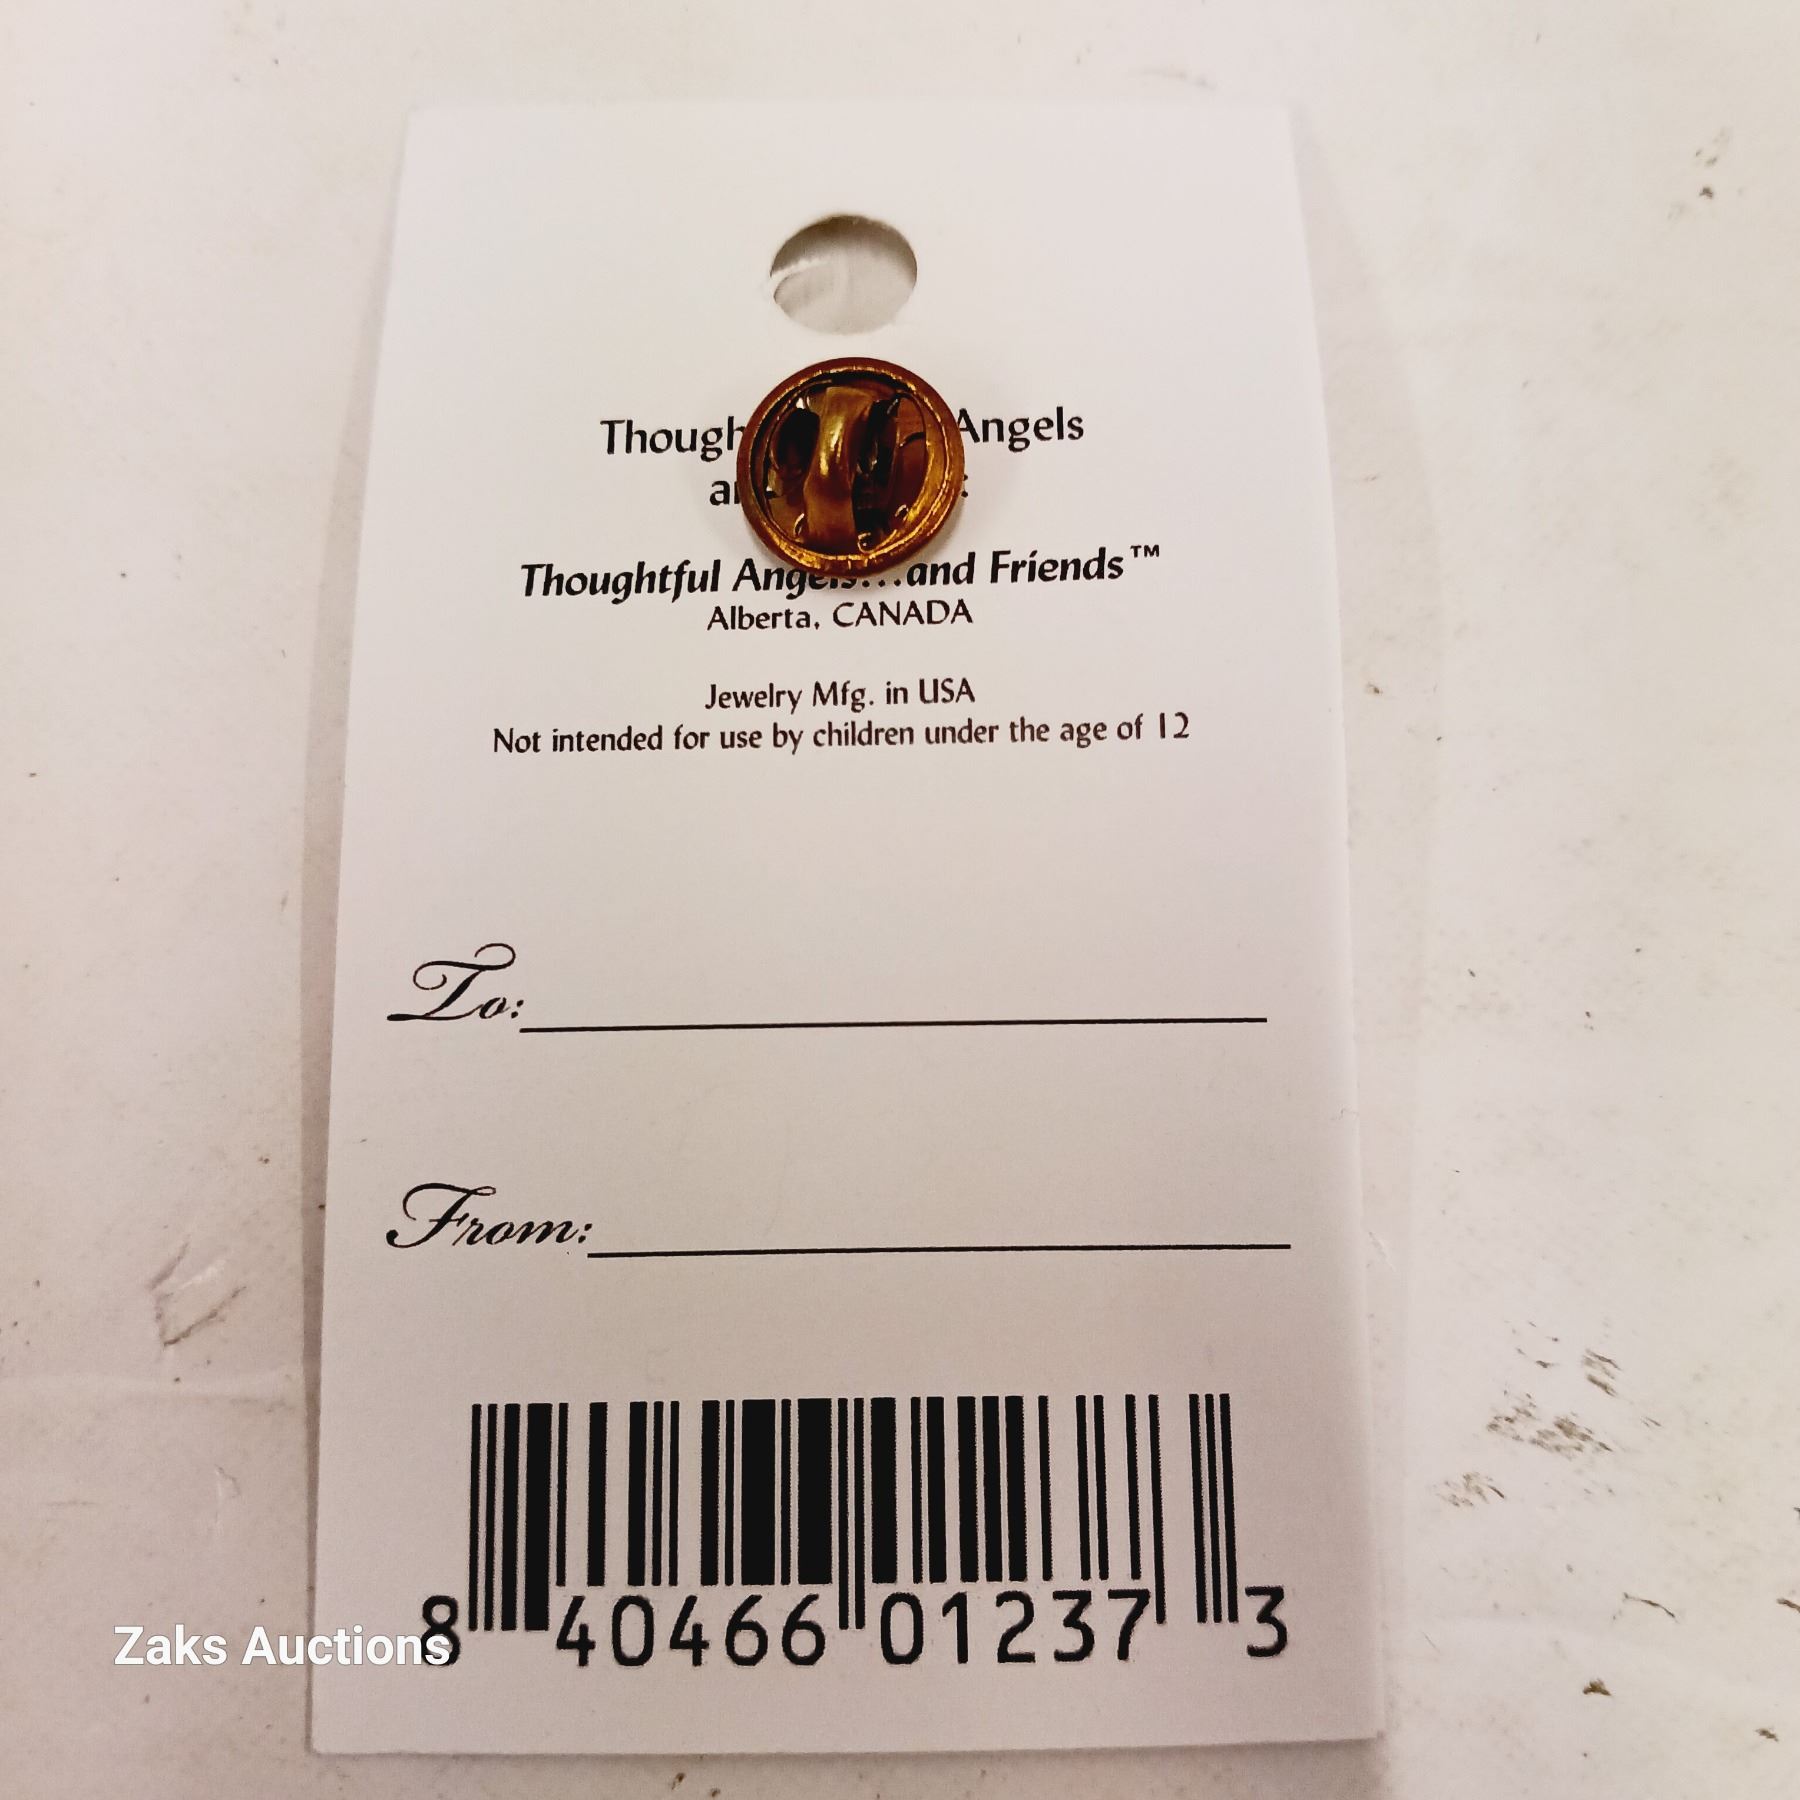 Angels
Thoughtful Angels...and Friends™
Alberta, CANADA
Jewelry Mfg. in USA
Not intended for use by children under the age of 12
To:
From:
8 40466 01237 3
Zaks Auctions